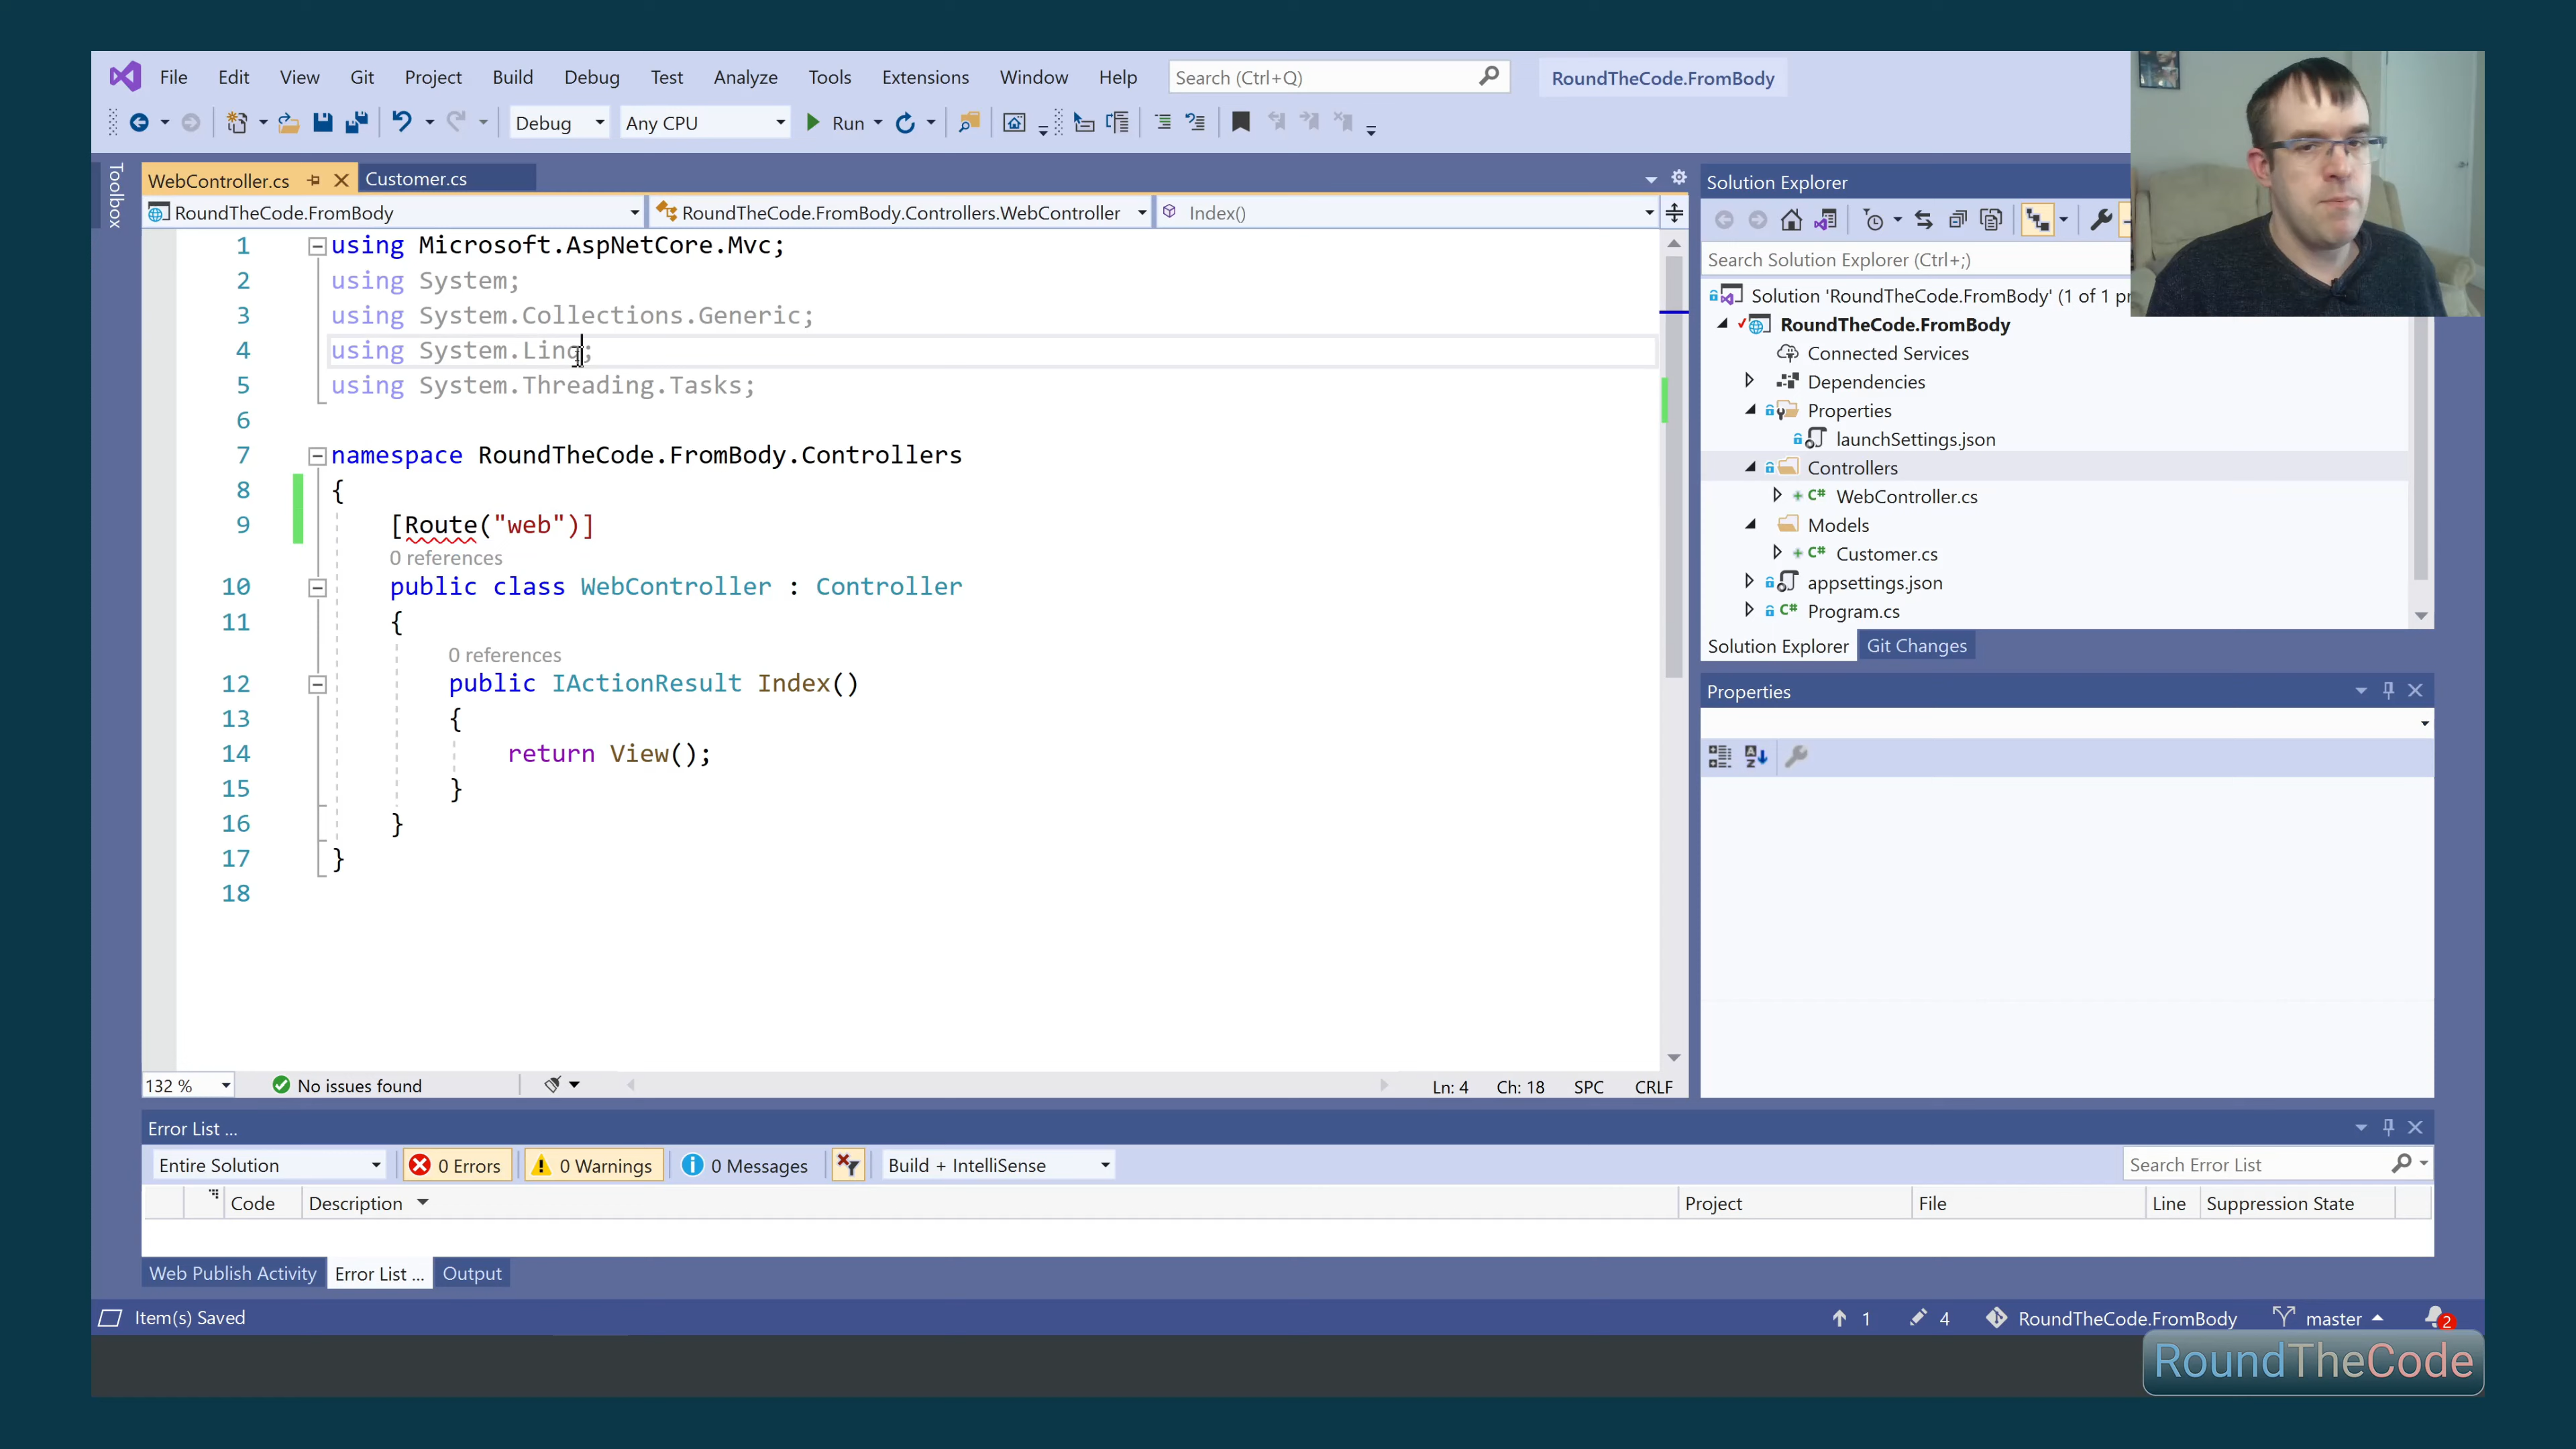 File Edit View Git Project Build Debug Test Analyze Tools Extensions Window Help Search (Ctrl+Q) RoundTheCode.FromBody
Debug Any CPU Run
Toolbox
WebController.cs Customer.cs
RoundTheCode.FromBody RoundTheCode.FromBody.Controllers.WebController Index()
1 using Microsoft.AspNetCore.Mvc;
2 using System;
3 using System.Collections.Generic;
4 using System.Linq;
5 using System.Threading.Tasks;
6
7 namespace RoundTheCode.FromBody.Controllers
8 {
9 [Route("web")]
0 references
10 public class WebController : Controller
11 {
0 references
12 public IActionResult Index()
13 {
14 return View();
15 }
16 }
17 }
18
132 % No issues found Ln: 4 Ch: 18 SPC CRLF
Solution Explorer
Search Solution Explorer (Ctrl+;)
Solution 'RoundTheCode.FromBody' (1 of 1 pr
RoundTheCode.FromBody
Connected Services
Dependencies
Properties
launchSettings.json
Controllers
C# WebController.cs
Models
C# Customer.cs
appsettings.json
C# Program.cs
Solution Explorer Git Changes
Properties
Error List ...
Entire Solution 0 Errors 0 Warnings 0 Messages Build + IntelliSense Search Error List
Code Description Project File Line Suppression State
Web Publish Activity Error List ... Output
Item(s) Saved 1 4 RoundTheCode.FromBody master 2
RoundTheCode